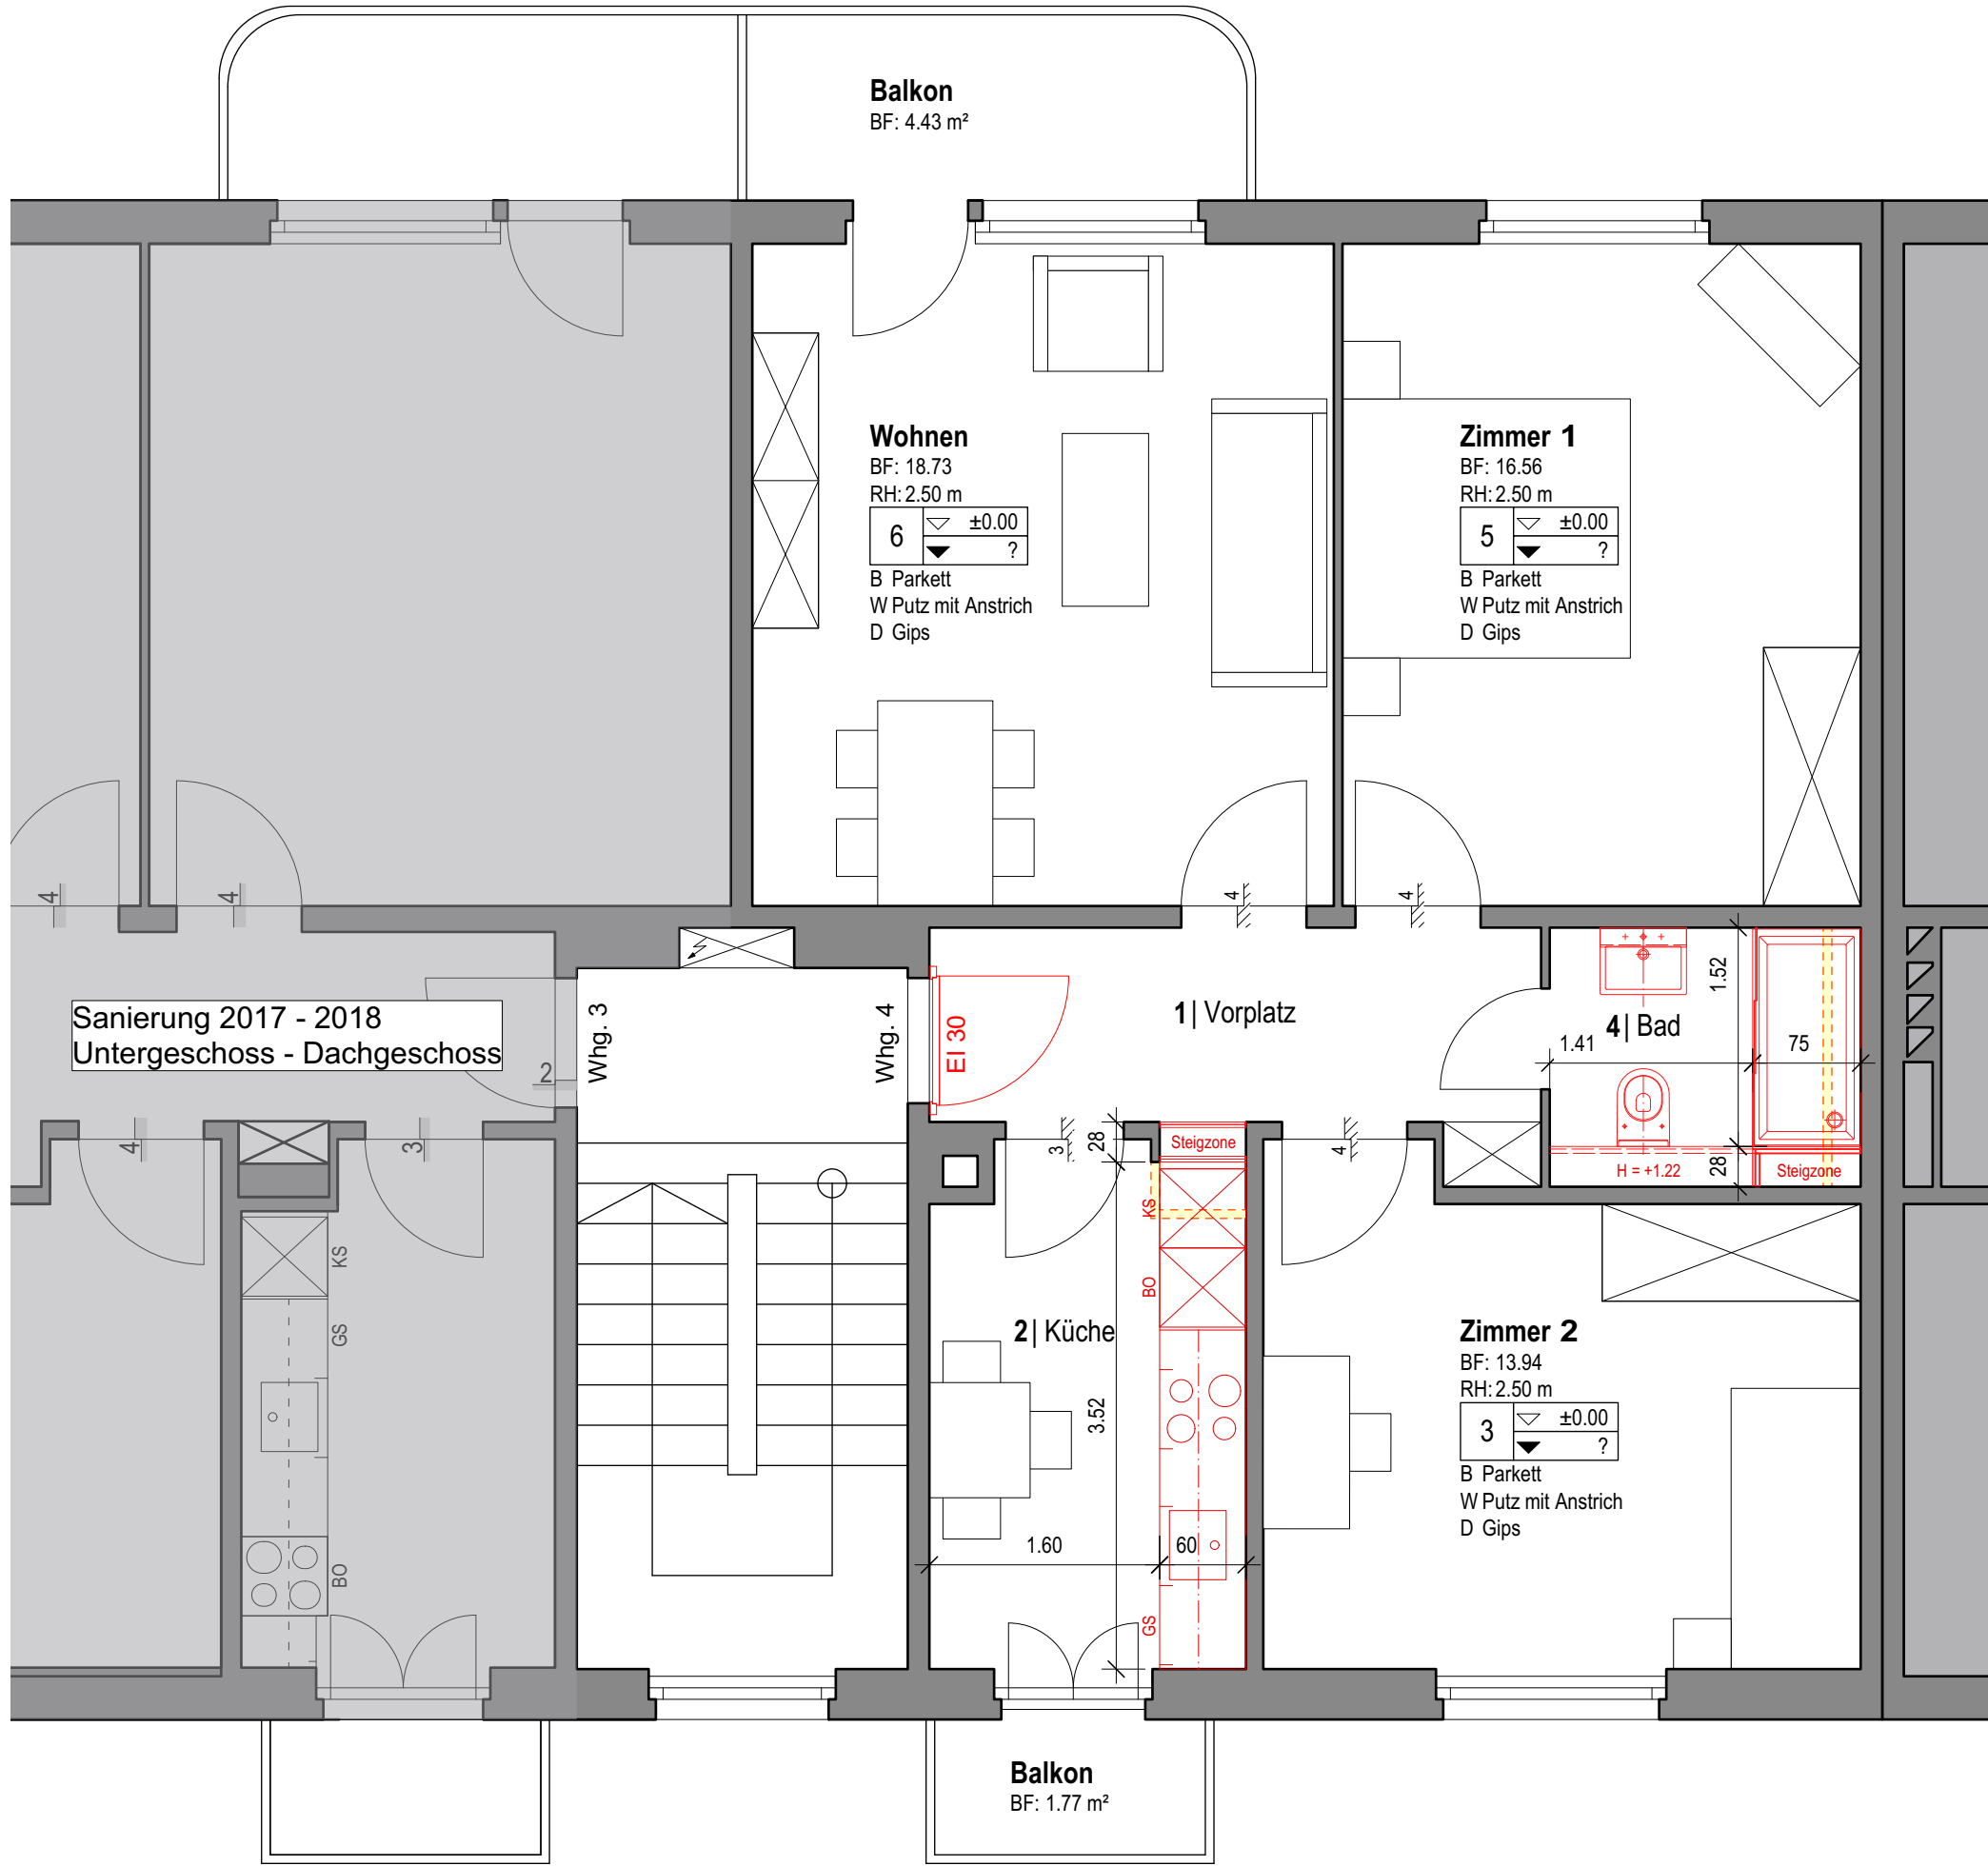 Balkon
BF: 4.43 m²
Wohnen
BF: 18.73
RH: 2.50 m
6 ±0.00
?
B Parkett
W Putz mit Anstrich
D Gips
Zimmer 1
BF: 16.56
RH: 2.50 m
5 ±0.00
?
B Parkett
W Putz mit Anstrich
D Gips
4
4
4
4
Sanierung 2017 - 2018
Untergeschoss - Dachgeschoss
2
Whg. 3
Whg. 4
EI 30
1| Vorplatz
4| Bad
1.52
1.41
75
28
H = +1.22
Steigzone
4
3
3
28
Steigzone
4
KS
GS
BO
KS
BO
2| Küche
3.52
1.60
60
GS
Zimmer 2
BF: 13.94
RH: 2.50 m
3 ±0.00
?
B Parkett
W Putz mit Anstrich
D Gips
Balkon
BF: 1.77 m²